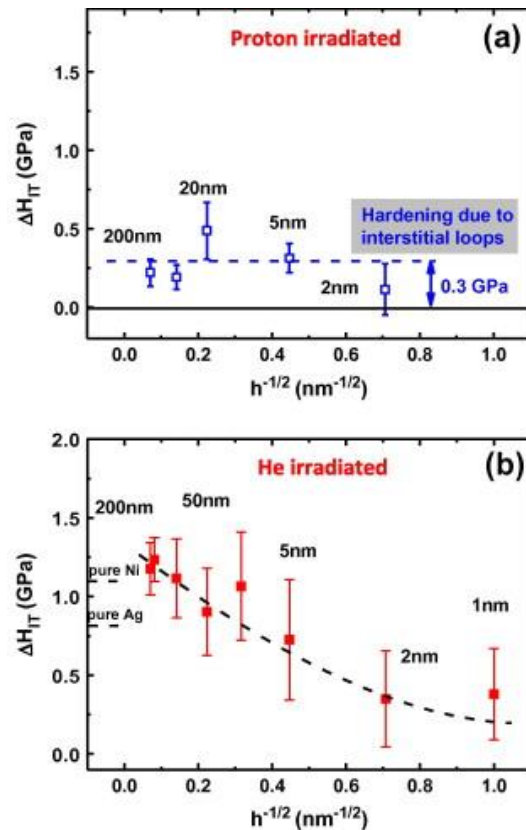 Proton irradiated
(a)
ΔH_IT (GPa)
1.5
1.0
0.5
0.0
200nm
20nm
5nm
2nm
Hardening due to
interstitial loops
0.3 GPa
0.0 0.2 0.4 0.6 0.8 1.0
h^-1/2 (nm^-1/2)
He irradiated
(b)
ΔH_IT (GPa)
2.0
1.5
1.0
0.5
0.0
200nm
50nm
5nm
2nm
1nm
pure Ni
pure Ag
0.0 0.2 0.4 0.6 0.8 1.0
h^-1/2 (nm^-1/2)